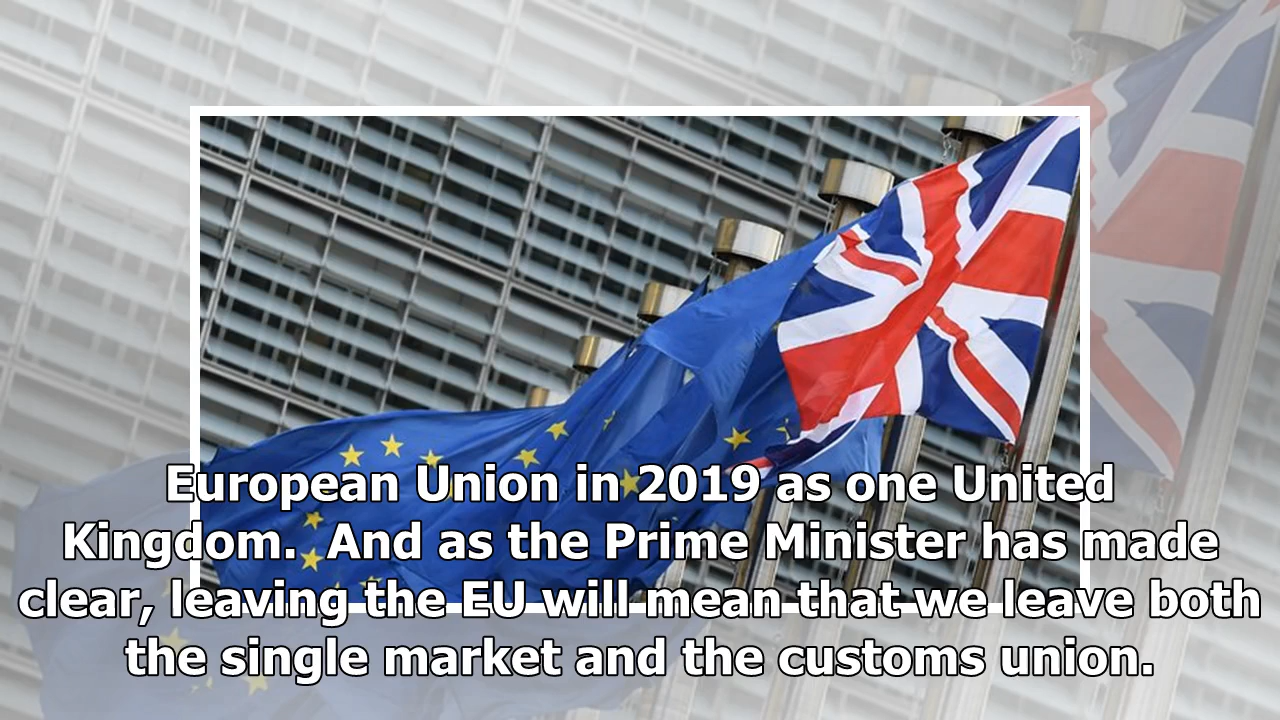 European Union in 2019 as one United
Kingdom.  And as the Prime Minister has made
clear, leaving the EU will mean that we leave both
the single market and the customs union.